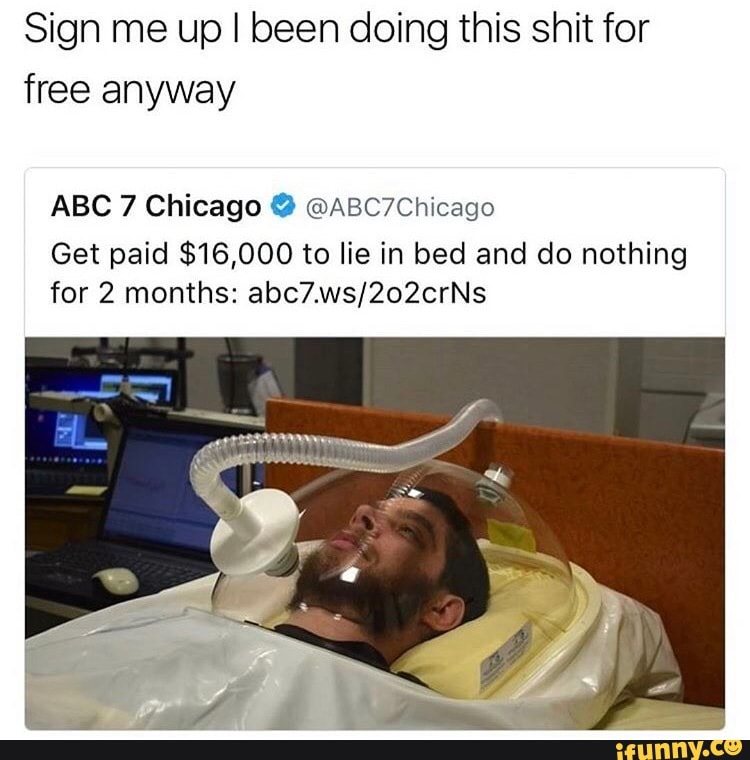 Sign me up I been doing this shit for
free anyway
ABC 7 Chicago @ABC7Chicago
Get paid $16,000 to lie in bed and do nothing
for 2 months: abc7.ws/2o2crNs
ifunny.co